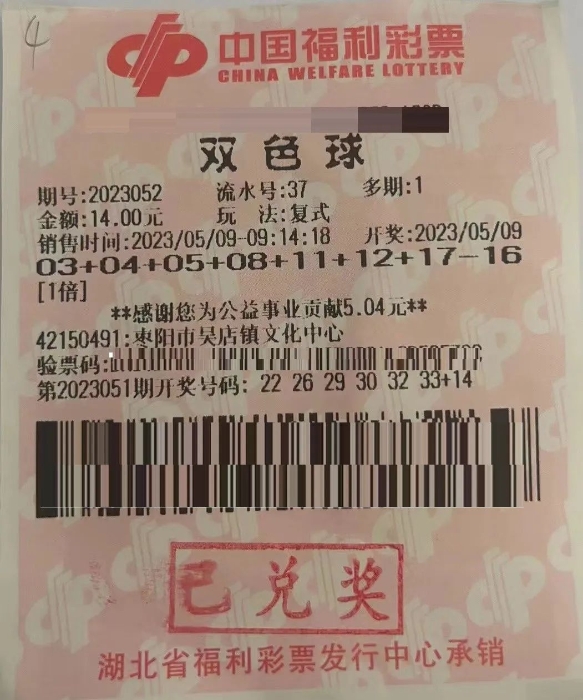 4
中国福利彩票
CHINA WELFARE LOTTERY
双色球
期号:2023052 流水号:37 多期:1
金额:14.00元 玩 法:复式
销售时间:2023/05/09-09:14:18 开奖:2023/05/09
03+04+05+08+11+12+17-16
[1倍]
**感谢您为公益事业贡献5.04元**
42150491:枣阳市吴店镇文化中心
验票码:
第2023051期开奖号码: 22 26 29 30 32 33+14
已兑奖
湖北省福利彩票发行中心承销